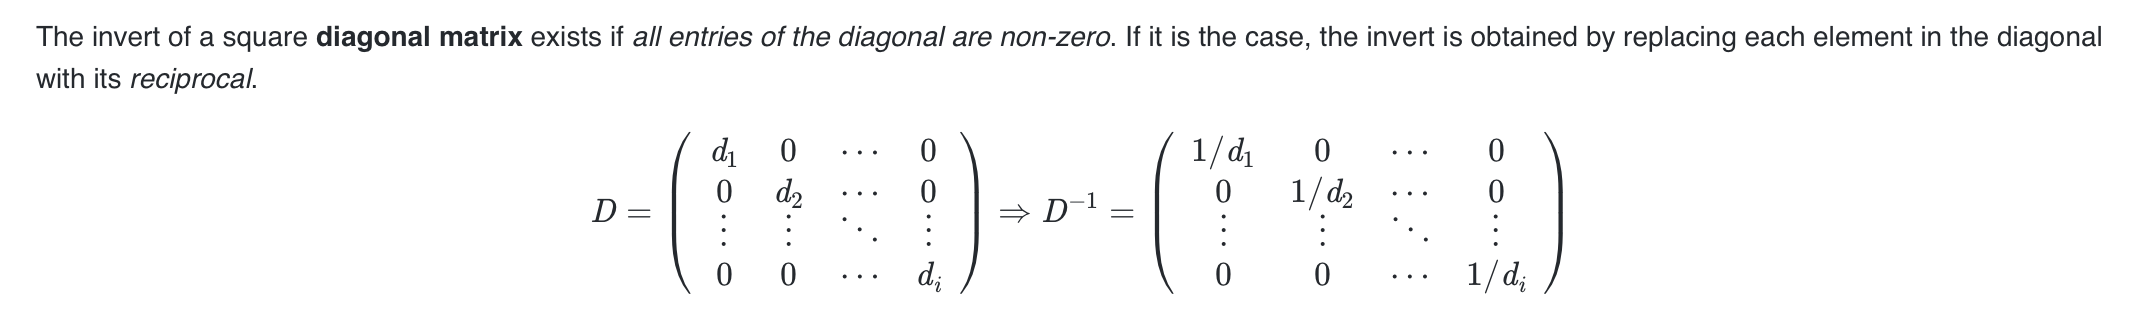 The invert of a square diagonal matrix exists if all entries of the diagonal are non-zero. If it is the case, the invert is obtained by replacing each element in the diagonal
with its reciprocal.
D = ( d₁ 0 ⋯ 0 ) ⇒ D⁻¹ = ( 1/d₁ 0 ⋯ 0 )
0 d₂ ⋯ 0 0 1/d₂ ⋯ 0
⋮ ⋮ ⋱ ⋮ ⋮ ⋮ ⋱ ⋮
0 0 ⋯ dᵢ 0 0 ⋯ 1/dᵢ